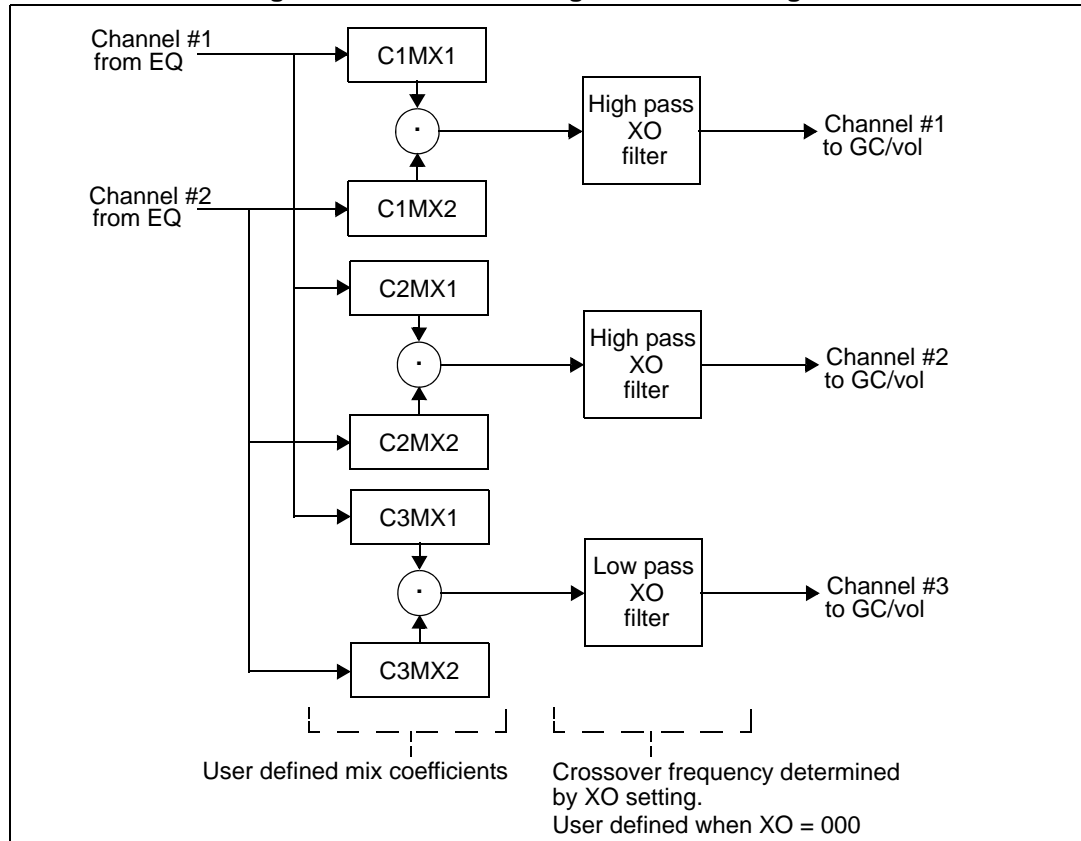 Channel #1
from EQ
C1MX1
High pass
XO
filter
Channel #1
to GC/vol
Channel #2
from EQ
C1MX2
C2MX1
High pass
XO
filter
Channel #2
to GC/vol
C2MX2
C3MX1
Low pass
XO
filter
Channel #3
to GC/vol
C3MX2
User defined mix coefficients
Crossover frequency determined
by XO setting.
User defined when XO = 000